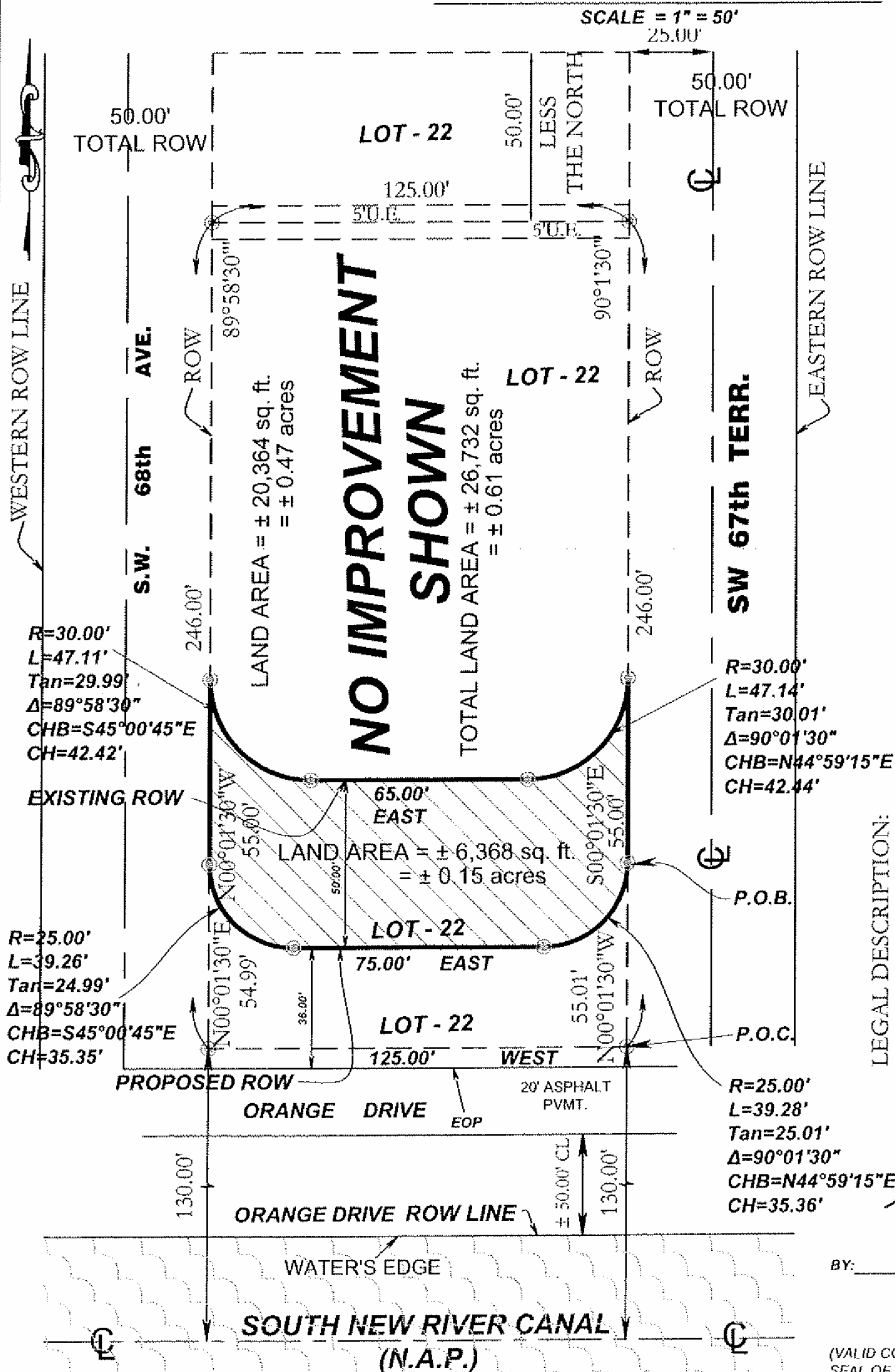 SCALE = 1" = 50'
25.00'
50.00'
TOTAL ROW
LOT - 22
50.00'
LESS
THE NORTH
50.00'
TOTAL ROW
CL
125.00'
5'U.E.
5'U.E.
89°58'30'"
90°1'30'"
WESTERN ROW LINE
S.W. 68th AVE.
ROW
NO IMPROVEMENT
SHOWN
LOT - 22
ROW
EASTERN ROW LINE
SW 67th TERR.
LAND AREA = ± 20,364 sq. ft.
= ± 0.47 acres
TOTAL LAND AREA = ± 26,732 sq. ft.
= ± 0.61 acres
246.00'
246.00'
R=30.00'
L=47.11'
Tan=29.99'
Δ=89°58'30"
CHB=S45°00'45"E
CH=42.42'
R=30.00'
L=47.14'
Tan=30.01'
Δ=90°01'30"
CHB=N44°59'15"E
CH=42.44'
EXISTING ROW
65.00'
EAST
N00°01'30"W
55.00'
S00°01'30"E
55.00'
LAND AREA = ± 6,368 sq. ft.
= ± 0.15 acres
50.00'
CL
P.O.B.
LEGAL DESCRIPTION:
LOT - 22
75.00' EAST
R=25.00'
L=39.26'
Tan=24.99'
Δ=89°58'30"
CHB=S45°00'45"E
CH=35.35'
N00°01'30"E
54.99'
36.00'
LOT - 22
55.01'
N00°01'30"W
P.O.C.
125.00' WEST
PROPOSED ROW
ORANGE DRIVE
EOP
20' ASPHALT
PVMT.
R=25.00'
L=39.28'
Tan=25.01'
Δ=90°01'30"
CHB=N44°59'15"E
CH=35.36'
130.00'
± 50.00' CL
130.00'
ORANGE DRIVE ROW LINE
WATER'S EDGE
BY:
CL
SOUTH NEW RIVER CANAL
(N.A.P.)
CL
(VALID CO
SEAL OF